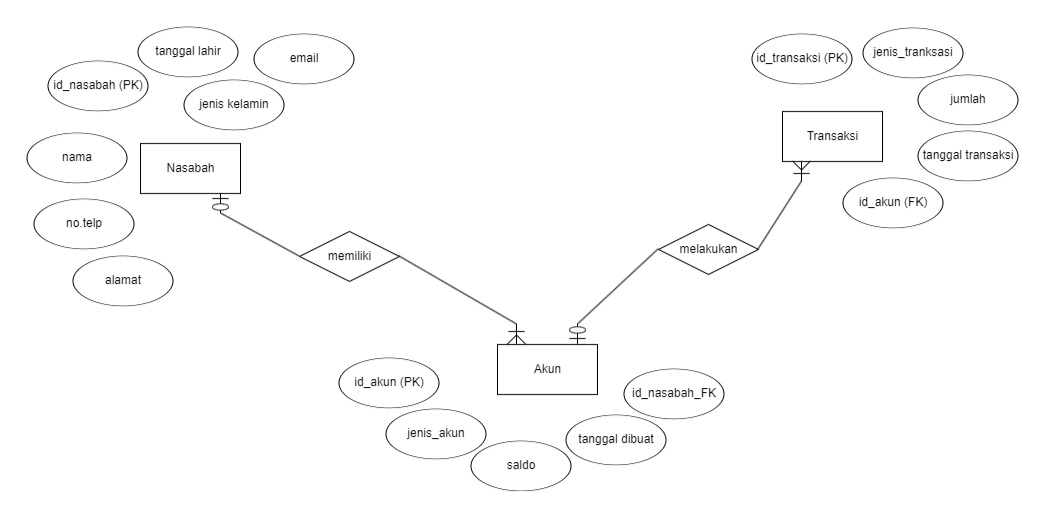 tanggal lahir
email
id_nasabah (PK)
jenis kelamin
nama
Nasabah
no.telp
alamat
memiliki
id_transaksi (PK)
jenis_tranksasi
jumlah
Transaksi
tanggal transaksi
id_akun (FK)
melakukan
Akun
id_akun (PK)
id_nasabah_FK
jenis_akun
tanggal dibuat
saldo